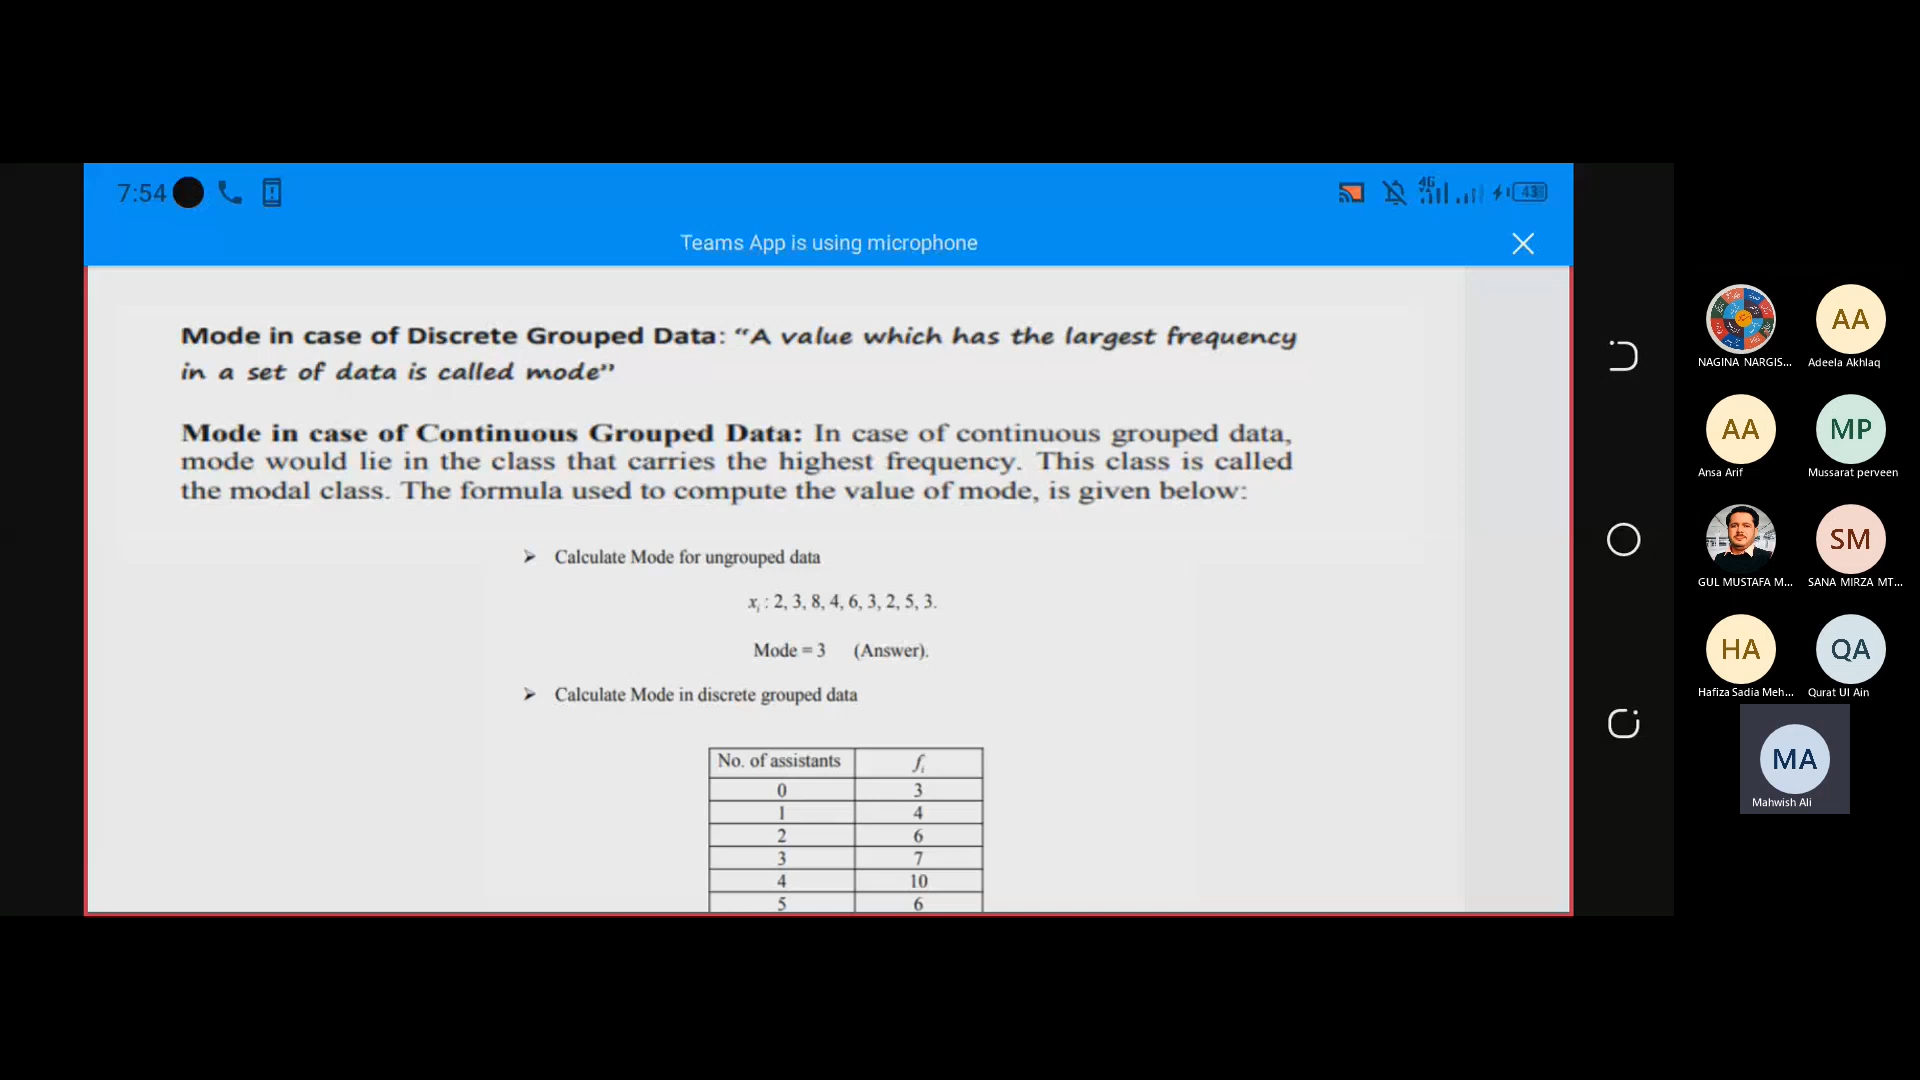 7:54
4G
43
Teams App is using microphone
Mode in case of Discrete Grouped Data: “A value which has the largest frequency
in a set of data is called mode”
Mode in case of Continuous Grouped Data: In case of continuous grouped data,
mode would lie in the class that carries the highest frequency. This class is called
the modal class. The formula used to compute the value of mode, is given below:
➢ Calculate Mode for ungrouped data
xᵢ : 2, 3, 8, 4, 6, 3, 2, 5, 3.
Mode = 3 (Answer).
➢ Calculate Mode in discrete grouped data
No. of assistants fᵢ
0 3
1 4
2 6
3 7
4 10
5 6
NAGINA NARGIS...
AA
Adeela Akhlaq
AA
Ansa Arif
MP
Mussarat perveen
GUL MUSTAFA M...
SM
SANA MIRZA MT...
HA
Hafiza Sadia Meh...
QA
Qurat Ul Ain
MA
Mahwish Ali